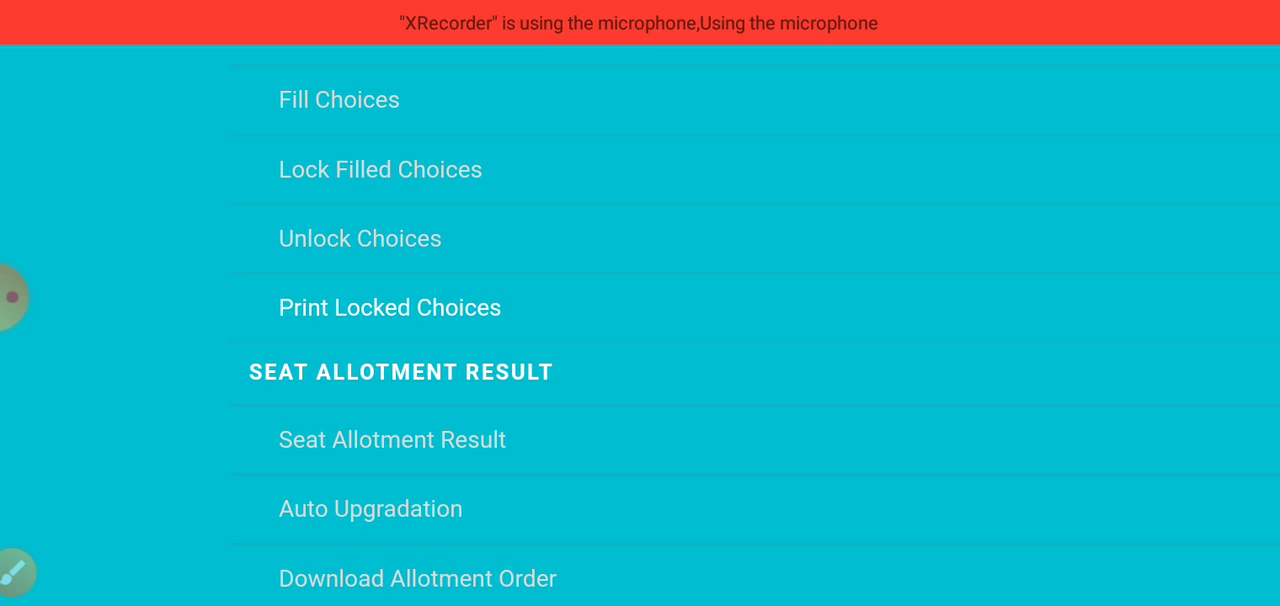 "XRecorder" is using the microphone,Using the microphone
Fill Choices
Lock Filled Choices
Unlock Choices
Print Locked Choices
SEAT ALLOTMENT RESULT
Seat Allotment Result
Auto Upgradation
Download Allotment Order